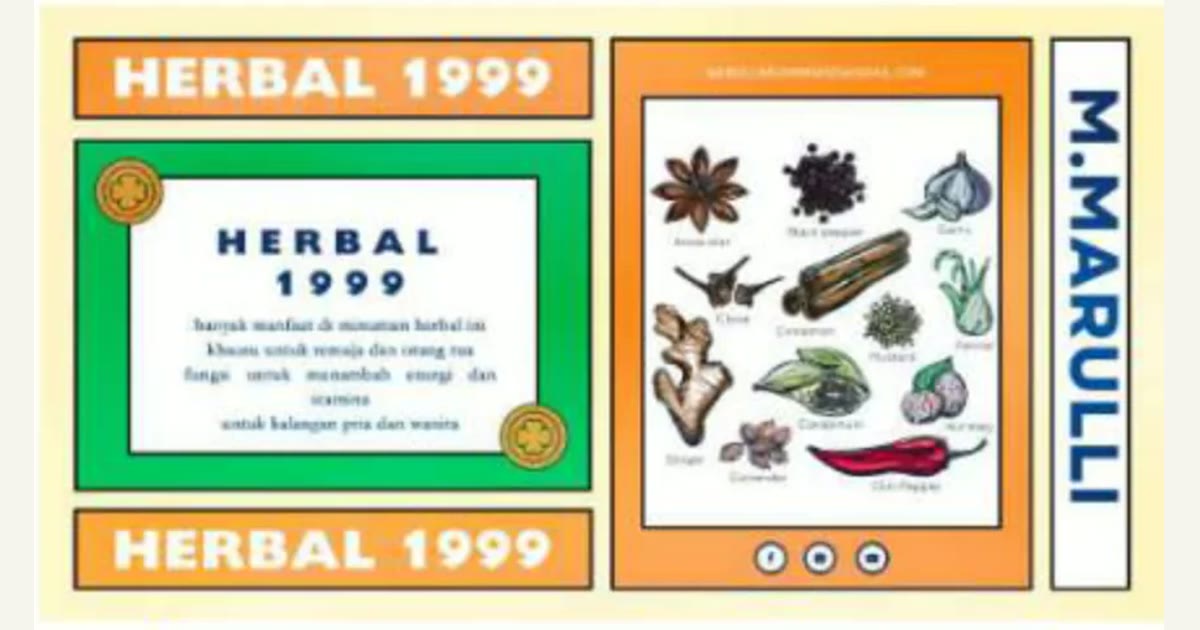 HERBAL 1999
HERBAL
1999
banyak manfaat di minuman herbal ini
khusus untuk remaja dan orang tua
fungsi untuk menambah energi dan
stamina
untuk kalangan pria dan wanita
HERBAL 1999
Anise star
Black pepper
Garlic
Clove
Cinnamon
Mustard
Fennel
Ginger
Cardamom
Nutmeg
Coriander
Chili Pepper
M.MARULLI